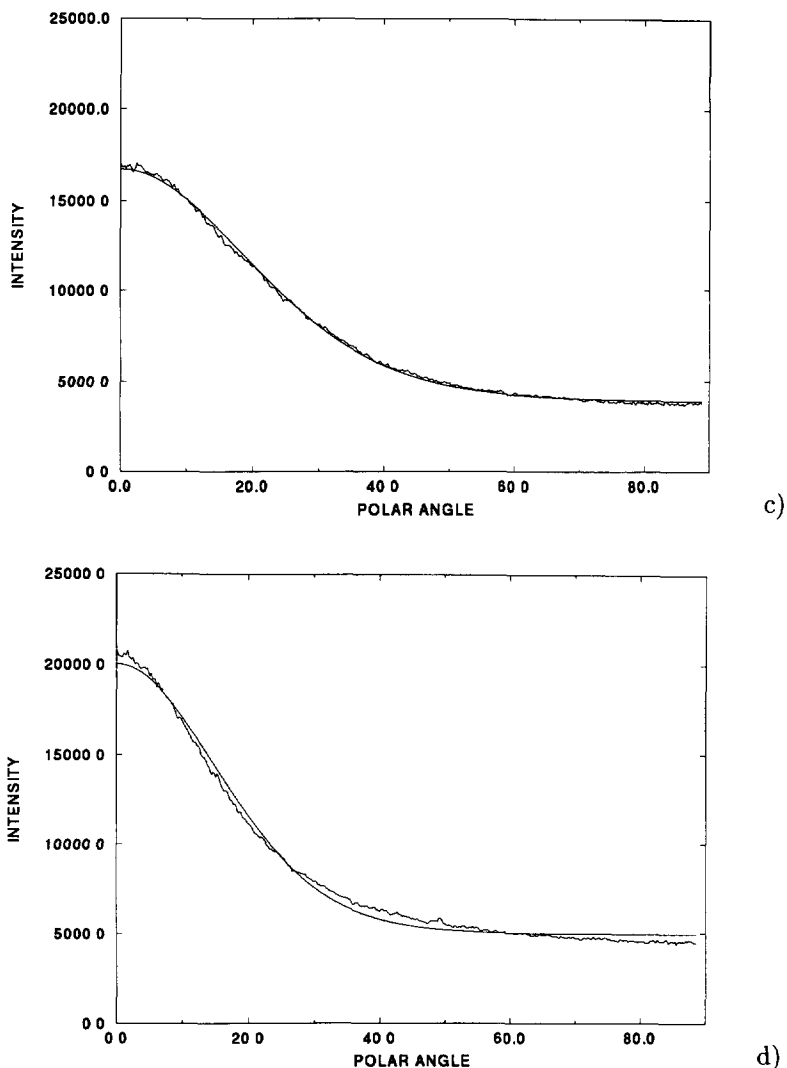 25000.0
20000.0
15000.0
10000.0
5000 0
0 0
INTENSITY
0.0 20.0 40 0 60 0 80.0
POLAR ANGLE
c)
25000 0
20000 0
15000 0
10000 0
5000 0
0 0
INTENSITY
0 0 20 0 40 0 60 0 80 0
POLAR ANGLE
d)